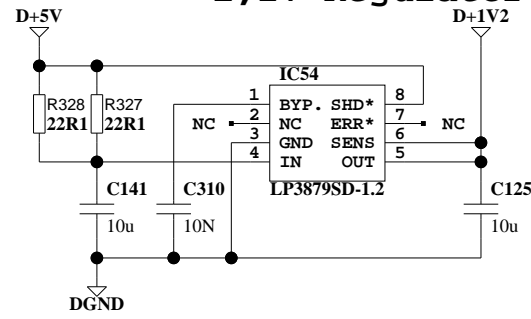 D+5V
D+1V2
IC54
1 BYP. SHD* 8
NC 2 NC ERR* 7 NC
3 GND SENS 6
4 IN OUT 5
LP3879SD-1.2
R328
22R1
R327
22R1
C141
10u
C310
10N
C125
10u
DGND